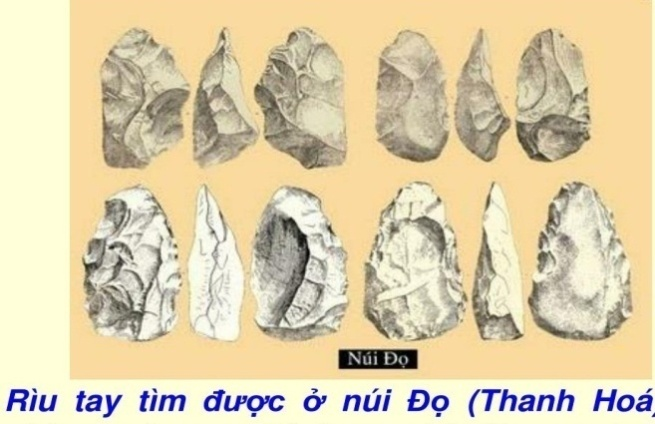 Núi Đọ
Rìu tay tìm được ở núi Đọ (Thanh Hoá)